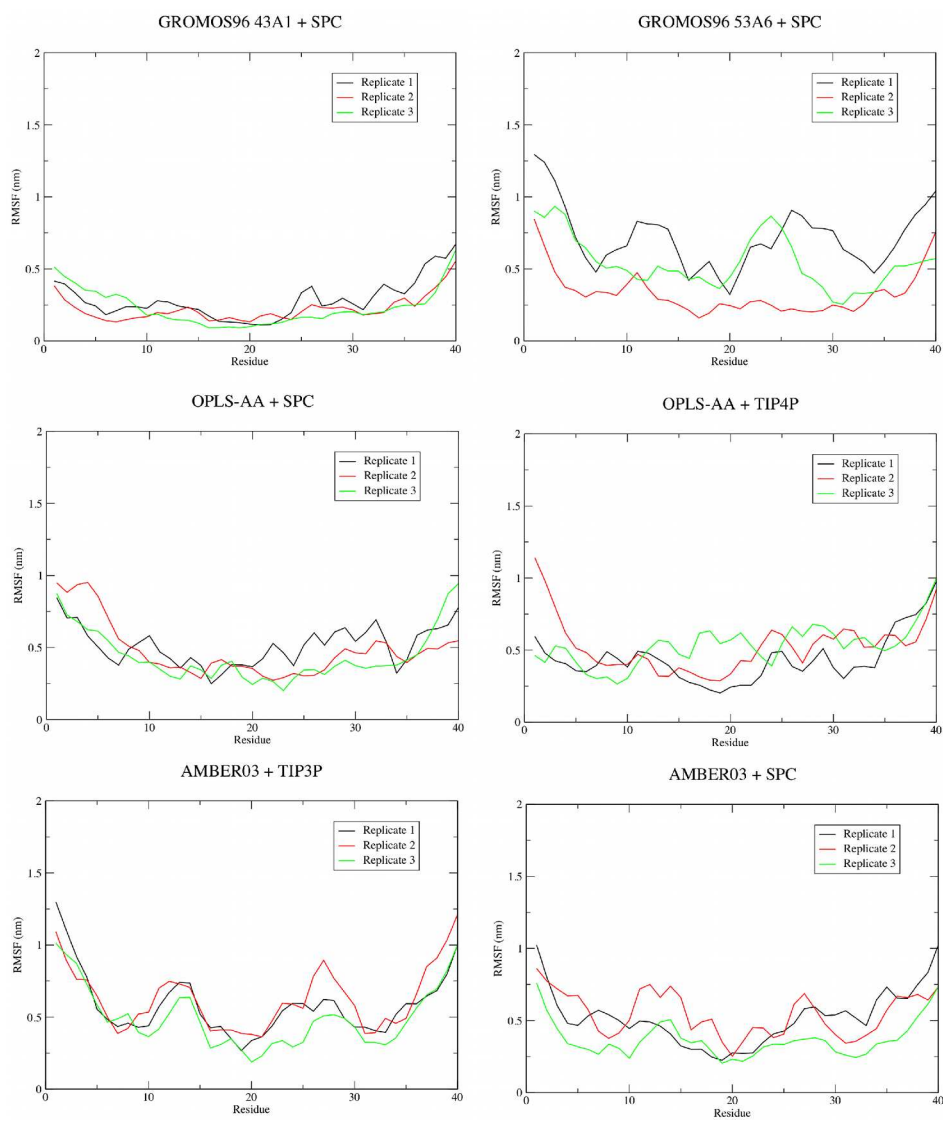 GROMOS96 43A1 + SPC
2
1.5
1
0.5
0
RMSF (nm)
Replicate 1
Replicate 2
Replicate 3
0
10
20
30
40
Residue
GROMOS96 53A6 + SPC
2
1.5
1
0.5
0
RMSF (nm)
Replicate 1
Replicate 2
Replicate 3
0
10
20
30
40
Residue
OPLS-AA + SPC
2
1.5
1
0.5
0
RMSF (nm)
Replicate 1
Replicate 2
Replicate 3
0
10
20
30
40
Residue
OPLS-AA + TIP4P
2
1.5
1
0.5
0
RMSF (nm)
Replicate 1
Replicate 2
Replicate 3
0
10
20
30
40
Residue
AMBER03 + TIP3P
2
1.5
1
0.5
0
RMSF (nm)
Replicate 1
Replicate 2
Replicate 3
0
10
20
30
40
Residue
AMBER03 + SPC
2
1.5
1
0.5
0
RMSF (nm)
Replicate 1
Replicate 2
Replicate 3
0
10
20
30
40
Residue